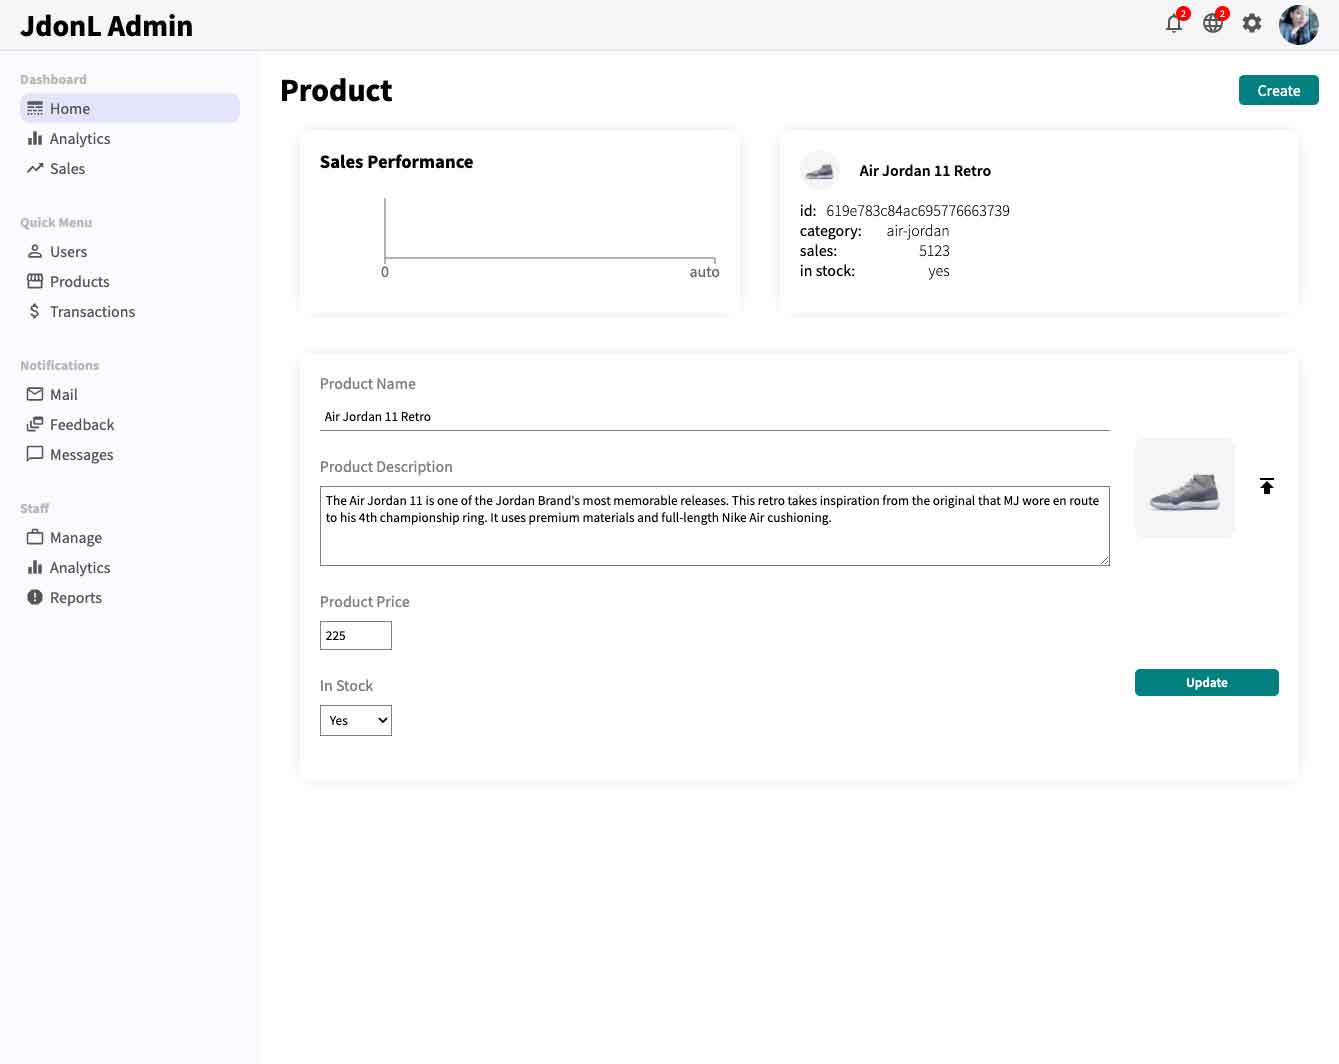 JdonL Admin
2
2
Dashboard
Home
Analytics
Sales
Quick Menu
Users
Products
Transactions
Notifications
Mail
Feedback
Messages
Staff
Manage
Analytics
Reports
Product
Create
Sales Performance
0
auto
Air Jordan 11 Retro
id: 619e783c84ac695776663739
category: air-jordan
sales: 5123
in stock: yes
Product Name
Air Jordan 11 Retro
Product Description
The Air Jordan 11 is one of the Jordan Brand's most memorable releases. This retro takes inspiration from the original that MJ wore en route
to his 4th championship ring. It uses premium materials and full-length Nike Air cushioning.
Product Price
225
In Stock
Yes
Update